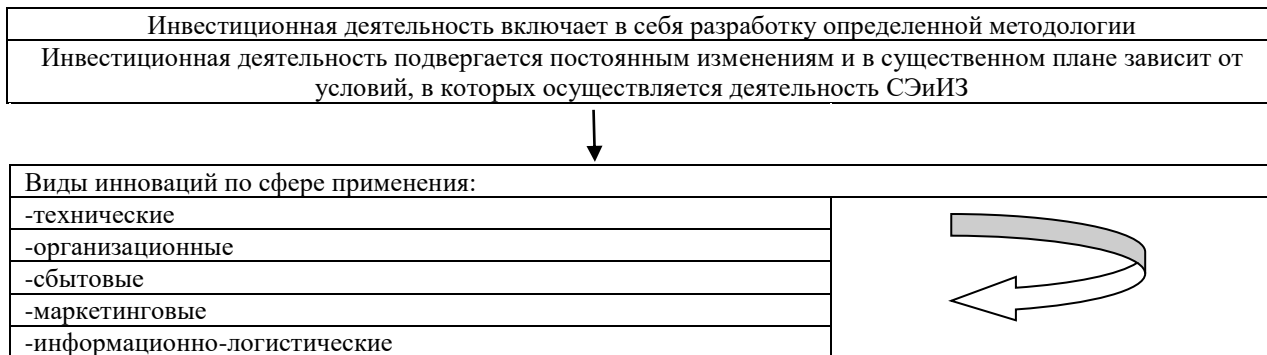 Инвестиционная деятельность включает в себя разработку определенной методологии
Инвестиционная деятельность подвергается постоянным изменениям и в существенном плане зависит от
условий, в которых осуществляется деятельность СЭиИЗ
Виды инноваций по сфере применения:
-технические
-организационные
-сбытовые
-маркетинговые
-информационно-логистические